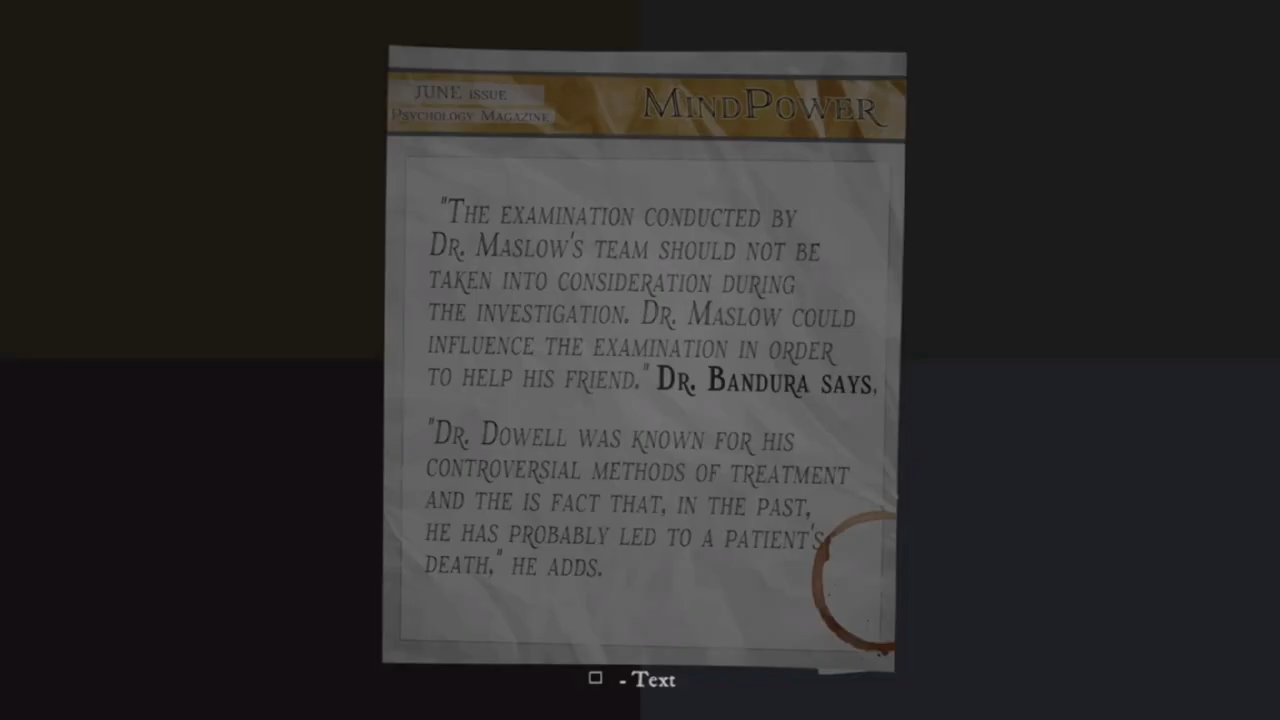 JUNE ISSUE
PSYCHOLOGY MAGAZINE
MINDPOWER
"THE EXAMINATION CONDUCTED BY
DR. MASLOW'S TEAM SHOULD NOT BE
TAKEN INTO CONSIDERATION DURING
THE INVESTIGATION. DR. MASLOW COULD
INFLUENCE THE EXAMINATION IN ORDER
TO HELP HIS FRIEND." DR. BANDURA SAYS.
"DR. DOWELL WAS KNOWN FOR HIS
CONTROVERSIAL METHODS OF TREATMENT
AND THE IS FACT THAT, IN THE PAST,
HE HAS PROBABLY LED TO A PATIENT'S
DEATH," HE ADDS.
- Text